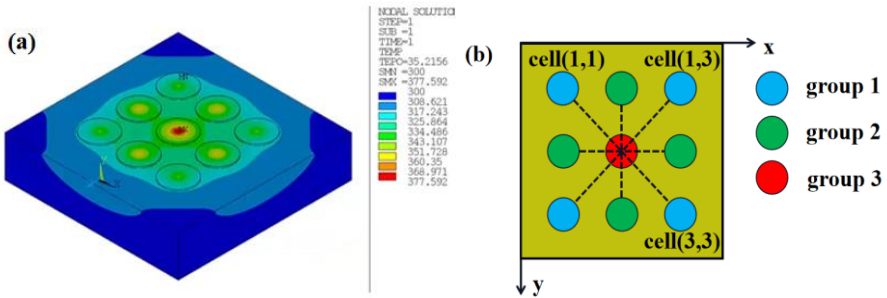 (a)
NODAL SOLUTION
STEP=1
SUB =1
TIME=1
TEMP
TEPC=35.2156
SMN =300
SMX =377.592
300
308.621
317.243
325.864
334.486
343.107
351.728
360.35
368.971
377.592
(b)
x
cell(1,1)
cell(1,3)
group 1
group 2
group 3
cell(3,3)
y